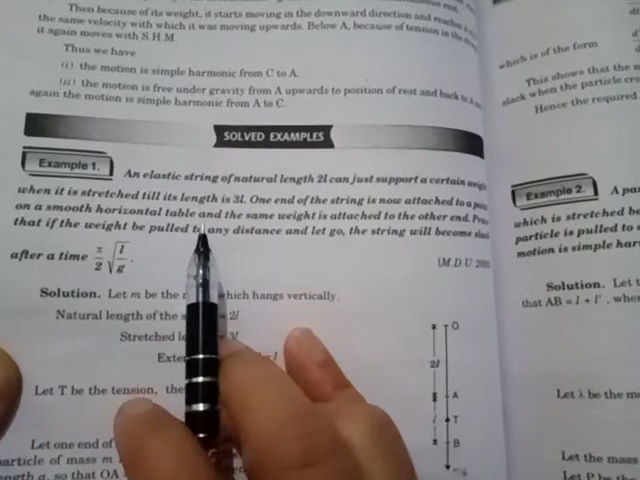 Then because of its weight, it starts moving in the downward direction and reaches
the same velocity with which it was moving upwards. Below A, because of tension in the
it again moves with S.H.M.
Thus we have
(i) the motion is simple harmonic from C to A.
(ii) the motion is free under gravity from A upwards to position of rest and back to A
again the motion is simple harmonic from A to C.
SOLVED EXAMPLES
Example 1. An elastic string of natural length 2l can just support a certain
when it is stretched till its length is 3l. One end of the string is now attached to a
on a smooth horizontal table and the same weight is attached to the other end.
that if the weight be pulled to any distance and let go, the string will become
after a time π/2 √(l/g).
[M.D.U.
Solution. Let m be the which hangs vertically.
Natural length of the = 2l
Stretched = 3l
Let T be the tension,
Let one end of
particle of mass m
so that OA =
O
2l
A
l
T
B
which is of the form
This shows that the
slack when the particle
Hence the required
Example 2. A
which is stretched
particle is pulled to
motion is simple
Solution. Let
that AB = l + l',
Let λ be the
Let the mass
Let P be the